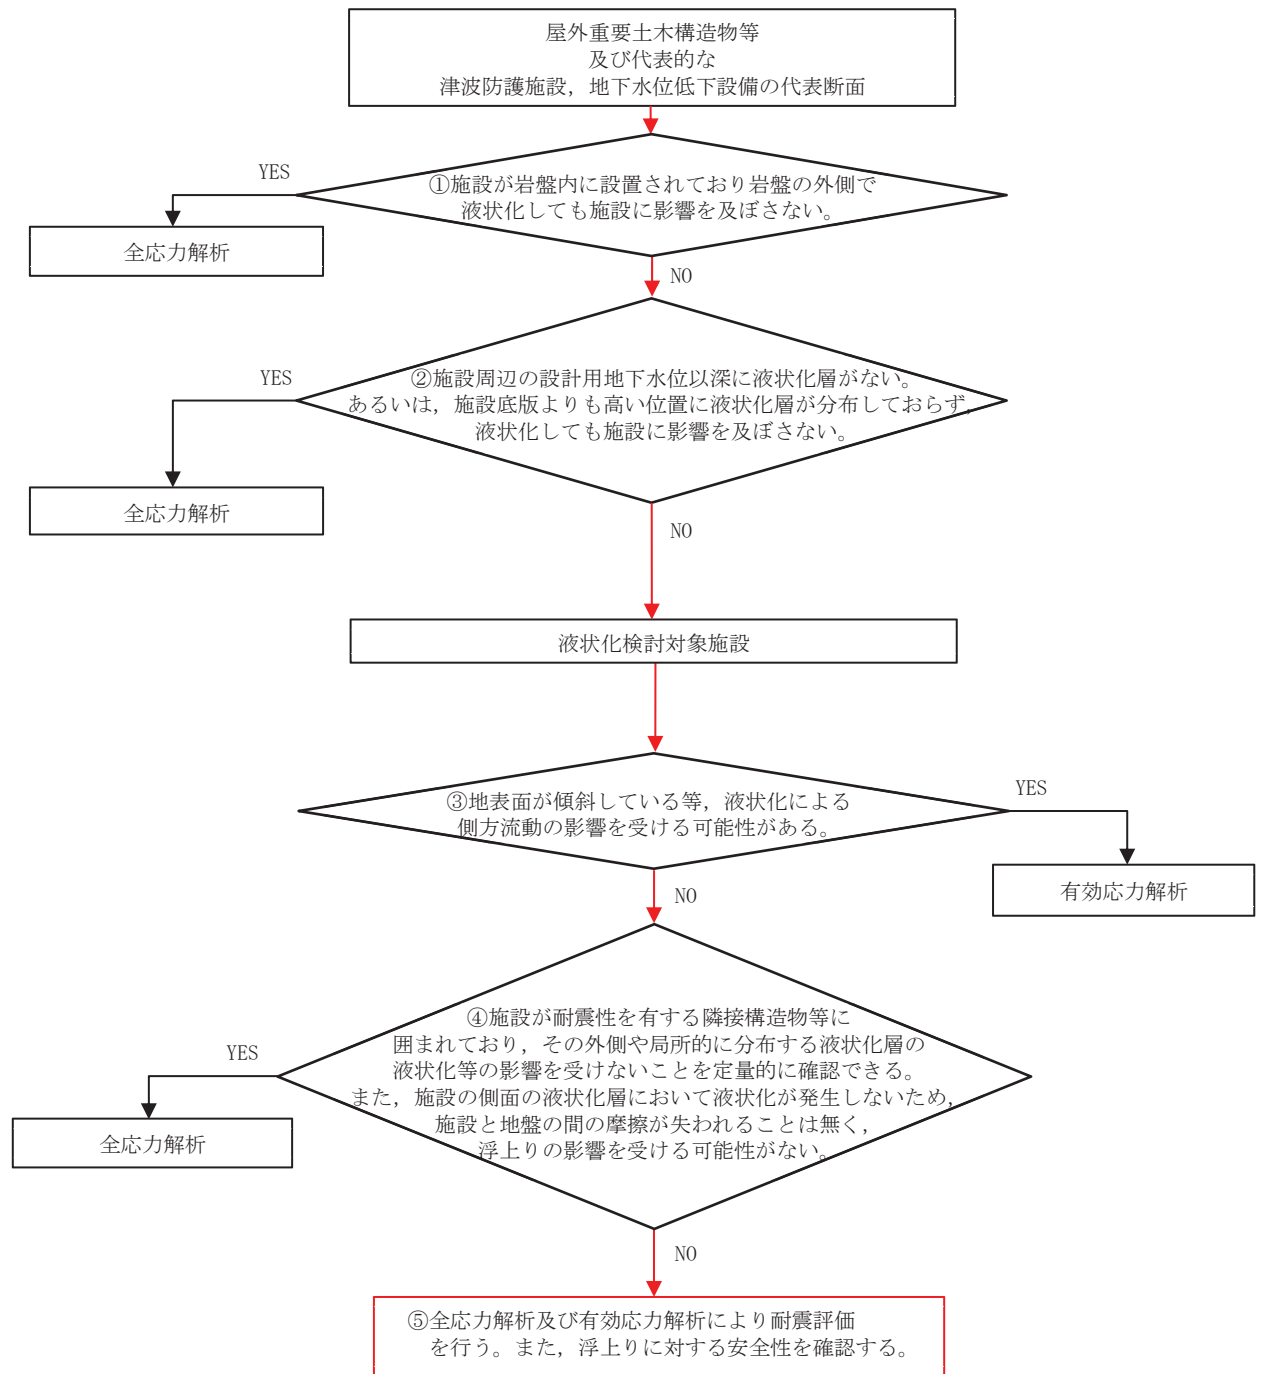 屋外重要土木構造物等
及び代表的な
津波防護施設，地下水位低下設備の代表断面
YES
①施設が岩盤内に設置されており岩盤の外側で
液状化しても施設に影響を及ぼさない。
全応力解析
NO
YES
②施設周辺の設計用地下水位以深に液状化層がない。
あるいは，施設底版よりも高い位置に液状化層が分布しておらず，
液状化しても施設に影響を及ぼさない。
全応力解析
NO
液状化検討対象施設
③地表面が傾斜している等，液状化による
側方流動の影響を受ける可能性がある。
YES
有効応力解析
NO
④施設が耐震性を有する隣接構造物等に
囲まれており，その外側や局所的に分布する液状化層の
液状化等の影響を受けないことを定量的に確認できる。
また，施設の側面の液状化層において液状化が発生しないため，
施設と地盤の間の摩擦が失われることは無く，
浮上りの影響を受ける可能性がない。
YES
全応力解析
NO
⑤全応力解析及び有効応力解析により耐震評価
を行う。また，浮上りに対する安全性を確認する。